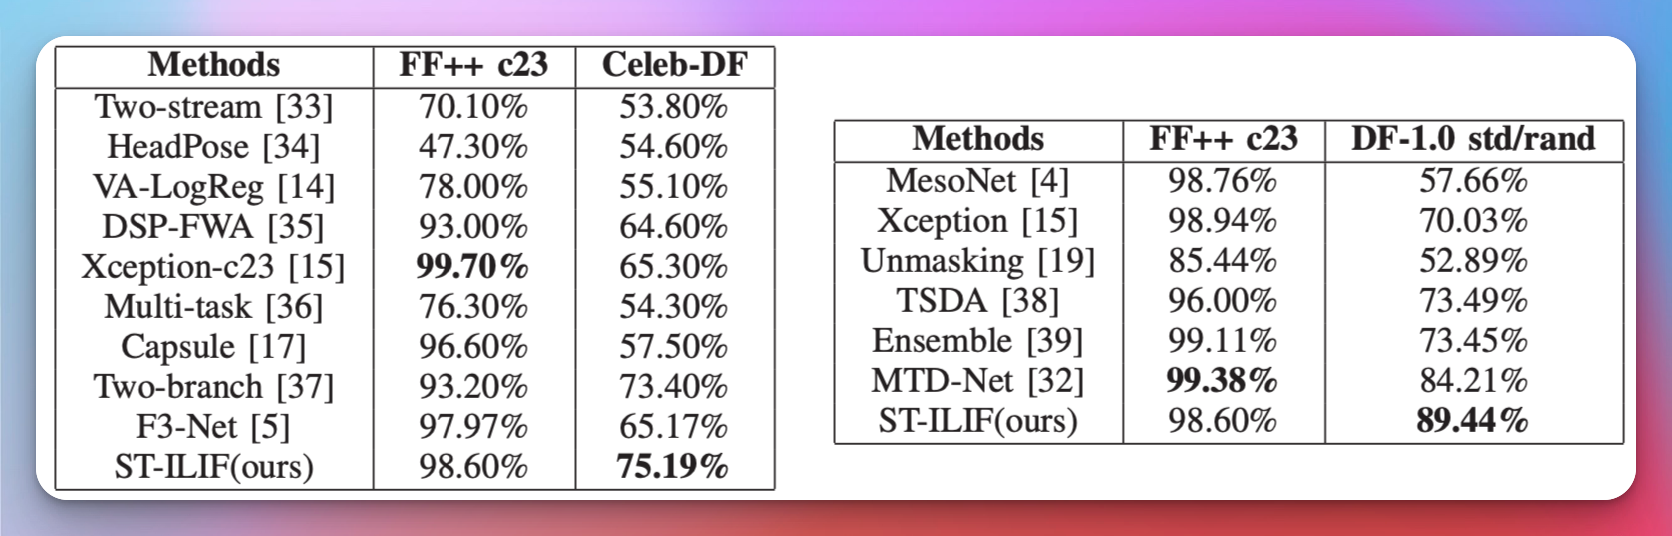 Methods FF++ c23 Celeb-DF
Two-stream [33] 70.10% 53.80%
HeadPose [34] 47.30% 54.60%
VA-LogReg [14] 78.00% 55.10%
DSP-FWA [35] 93.00% 64.60%
Xception-c23 [15] 99.70% 65.30%
Multi-task [36] 76.30% 54.30%
Capsule [17] 96.60% 57.50%
Two-branch [37] 93.20% 73.40%
F3-Net [5] 97.97% 65.17%
ST-ILIF(ours) 98.60% 75.19%
Methods FF++ c23 DF-1.0 std/rand
MesoNet [4] 98.76% 57.66%
Xception [15] 98.94% 70.03%
Unmasking [19] 85.44% 52.89%
TSDA [38] 96.00% 73.49%
Ensemble [39] 99.11% 73.45%
MTD-Net [32] 99.38% 84.21%
ST-ILIF(ours) 98.60% 89.44%